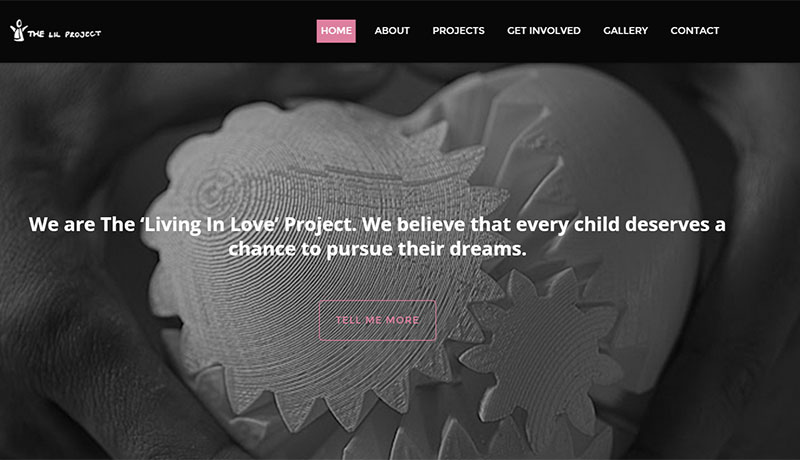 THE LIL PROJECT
HOME ABOUT PROJECTS GET INVOLVED GALLERY CONTACT
We are The ‘Living In Love’ Project. We believe that every child deserves a
chance to pursue their dreams.
TELL ME MORE